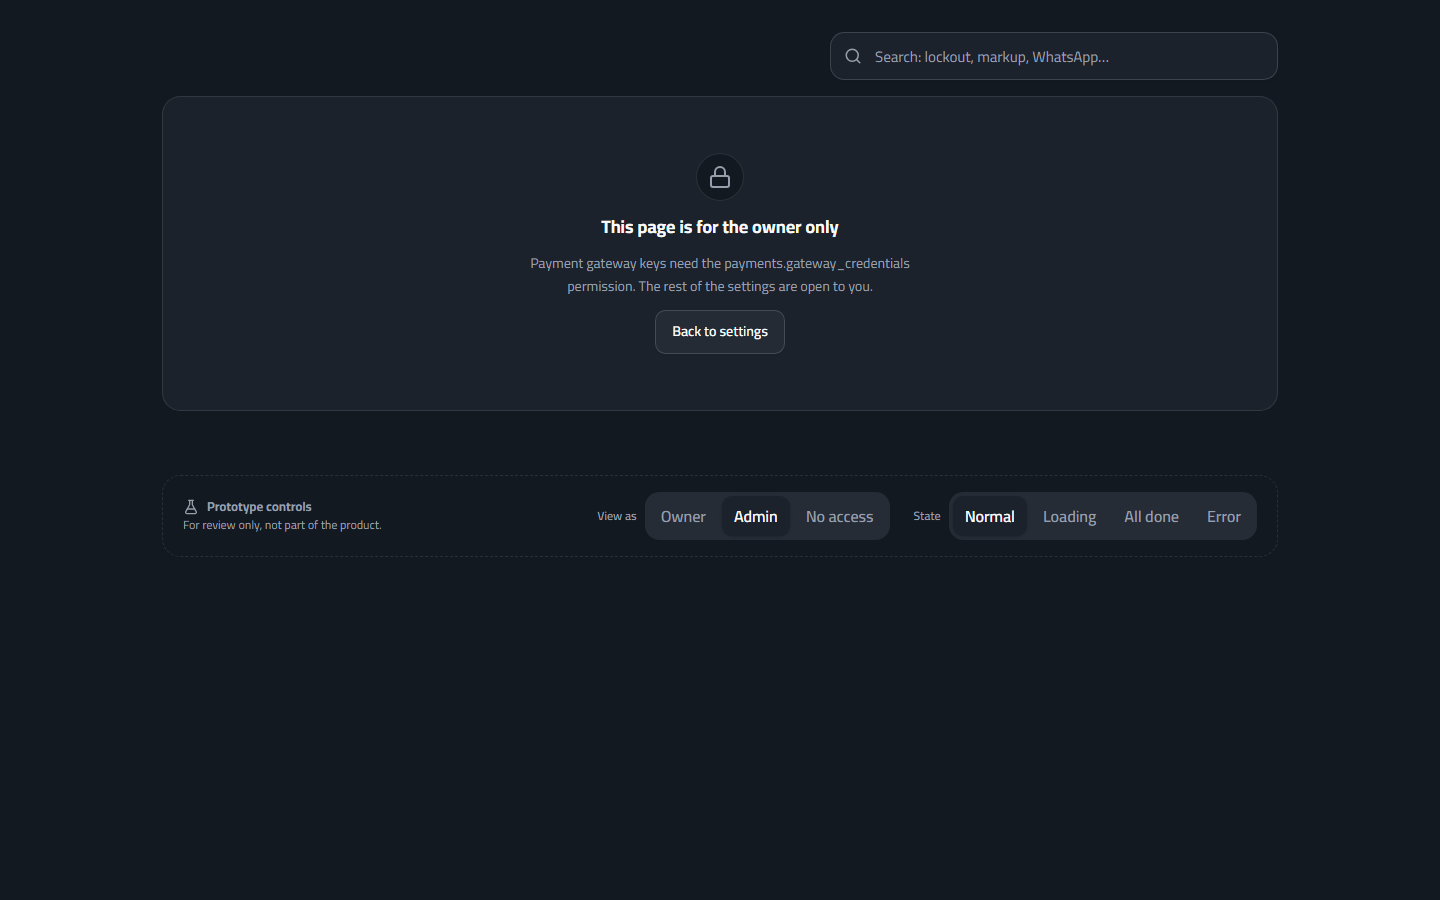 Search: lockout, markup, WhatsApp...
This page is for the owner only
Payment gateway keys need the payments.gateway_credentials
permission. The rest of the settings are open to you.
Back to settings
Prototype controls
For review only, not part of the product.
View as
Owner
Admin
No access
State
Normal
Loading
All done
Error